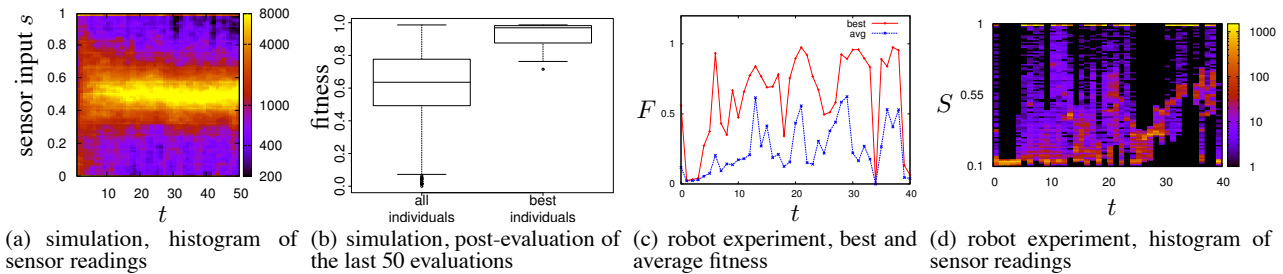 sensor input s
1
0.8
0.6
0.4
0.2
0
0 10 20 30 40 50
t
8000
4000
1000
400
200
fitness
1.0
0.8
0.6
0.4
0.2
0.0
all individuals
best individuals
F
1
0.5
0
best
avg
0 10 20 30 40
t
S
1
0.55
0.1
0 10 20 30 40
t
1000
100
10
1
(a) simulation, histogram of
sensor readings
(b) simulation, post-evaluation of
the last 50 evaluations
(c) robot experiment, best and
average fitness
(d) robot experiment, histogram of
sensor readings